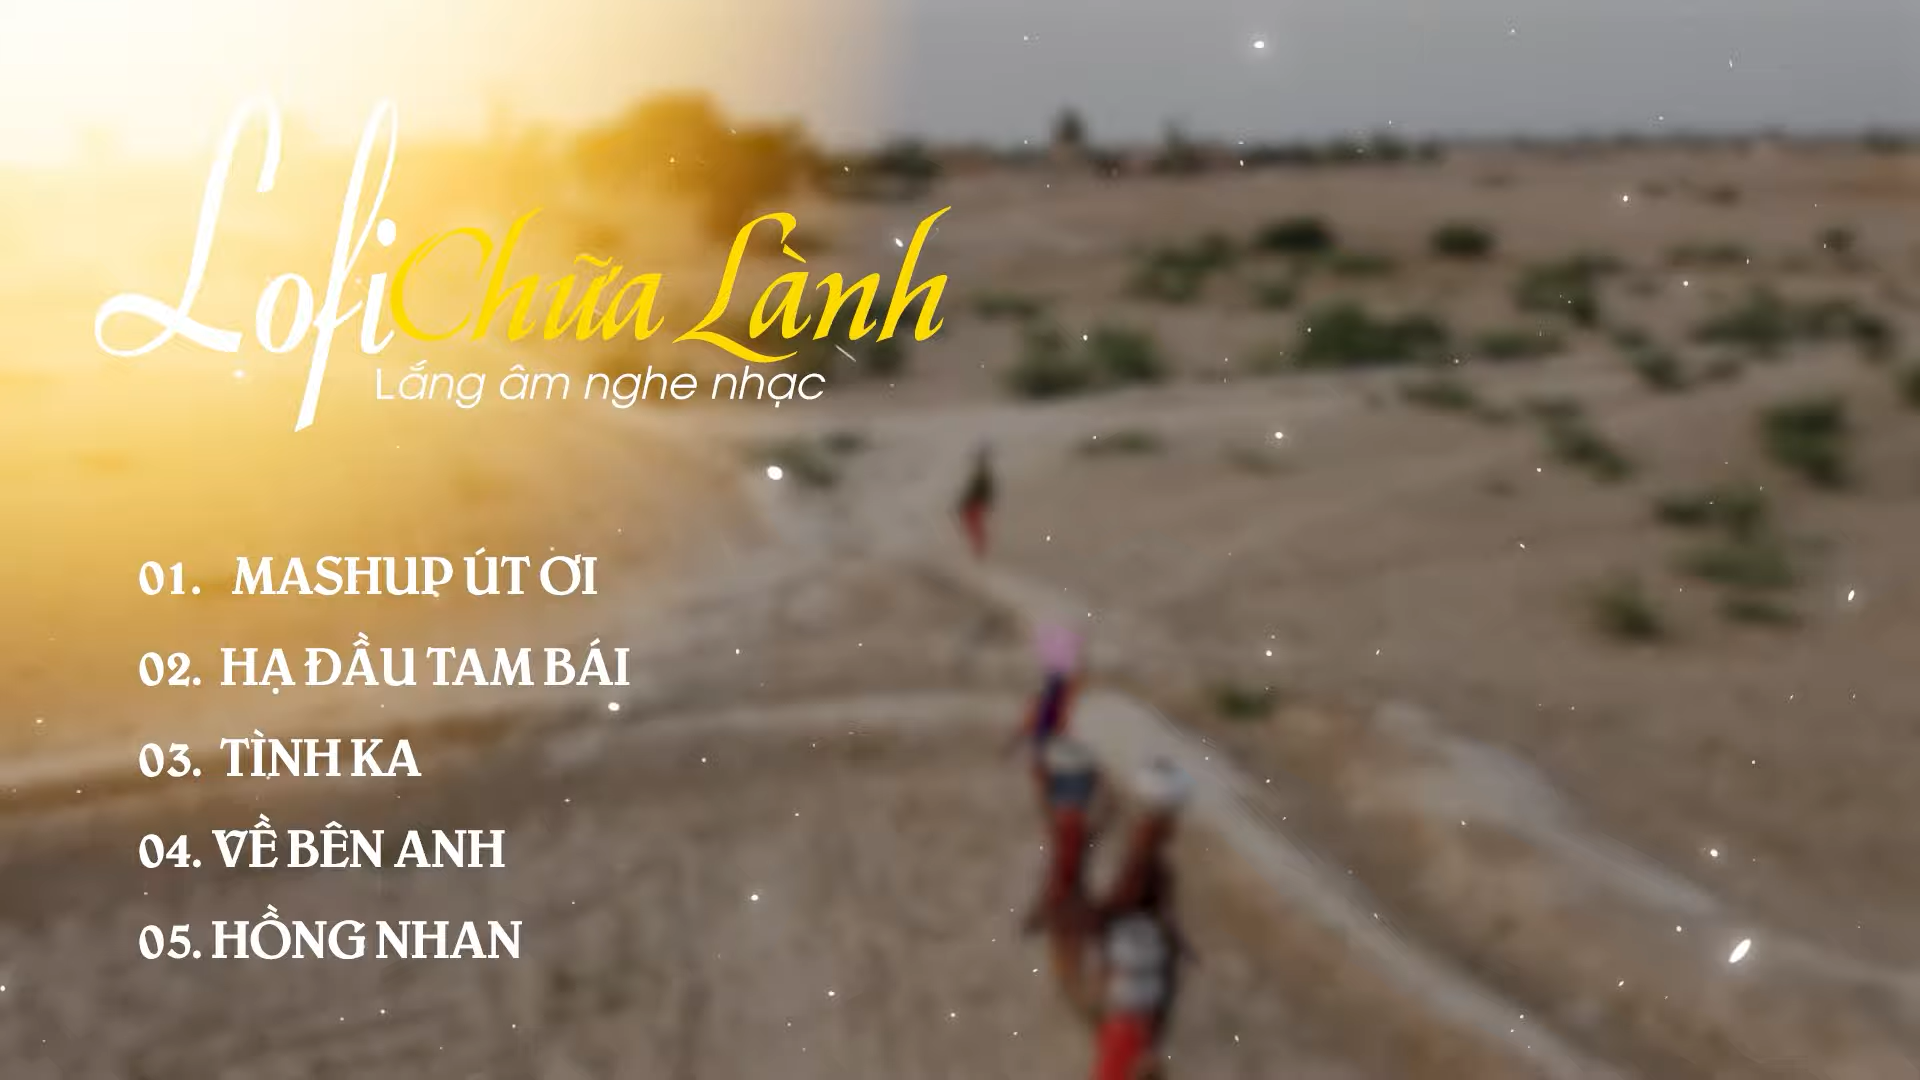 Lofi Chữa Lành
Lắng âm nghe nhạc
01. MASHUP ÚT ƠI
02. HẠ ĐẦU TAM BÁI
03. TÌNH KA
04. VỀ BÊN ANH
05. HỒNG NHAN